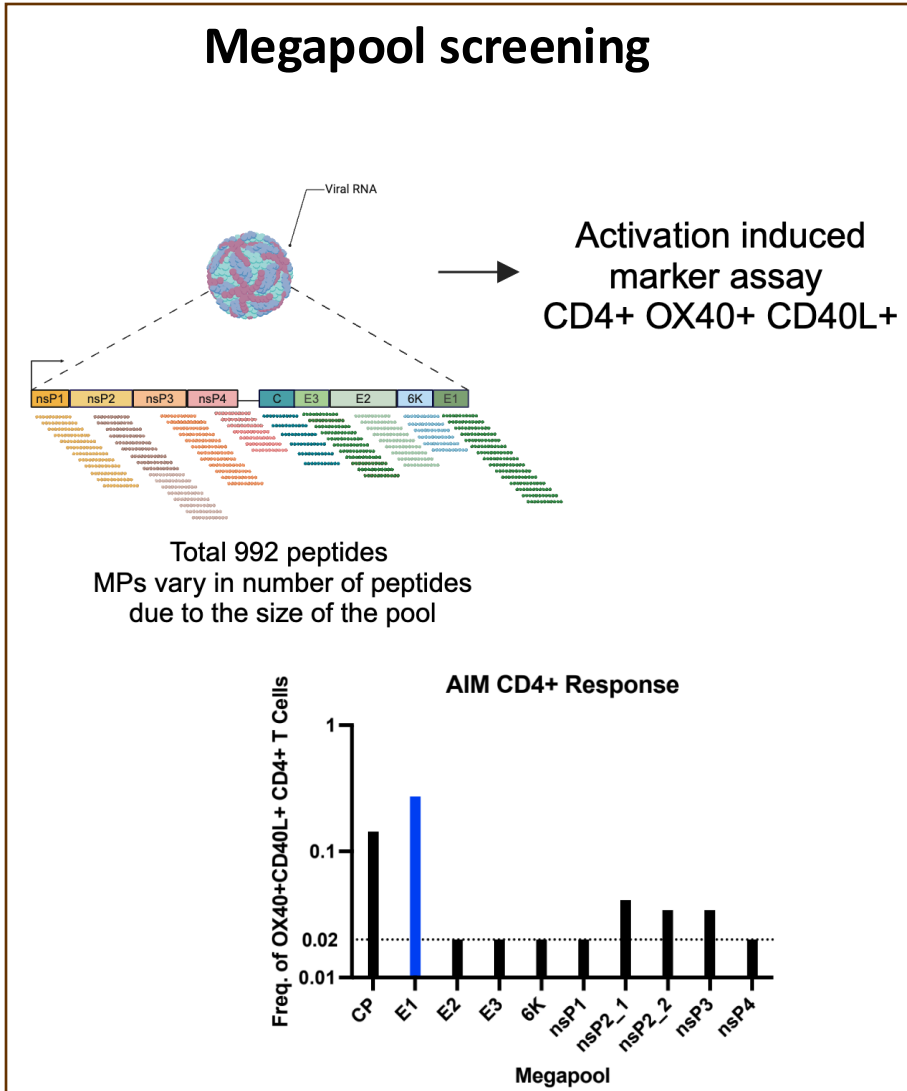 Megapool screening
Viral RNA
Activation induced
marker assay
CD4+ OX40+ CD40L+
nsP1 nsP2 nsP3 nsP4 C E3 E2 6K E1
Total 992 peptides
MPs vary in number of peptides
due to the size of the pool
AIM CD4+ Response
Freq. of OX40+CD40L+ CD4+ T Cells
1
0.1
0.02
0.01
CP E1 E2 E3 6K nsP1 nsP2_1 nsP2_2 nsP3 nsP4
Megapool